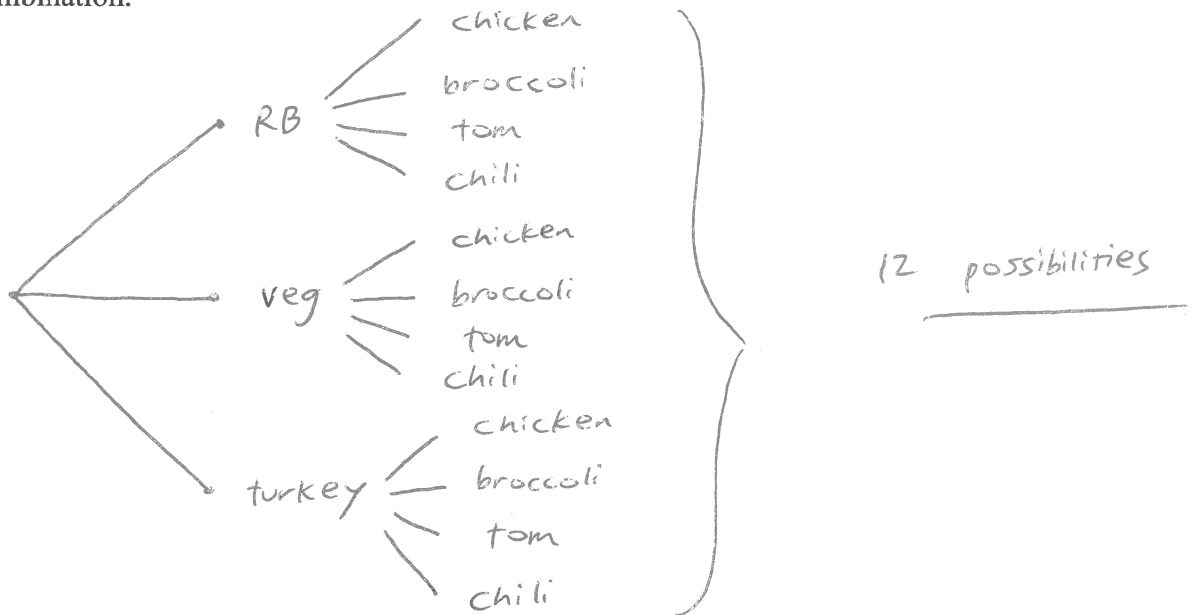 chicken
broccoli
RB
tom
chili
chicken
12 possibilities
veg
broccoli
tom
chili
chicken
turkey
broccoli
tom
chili